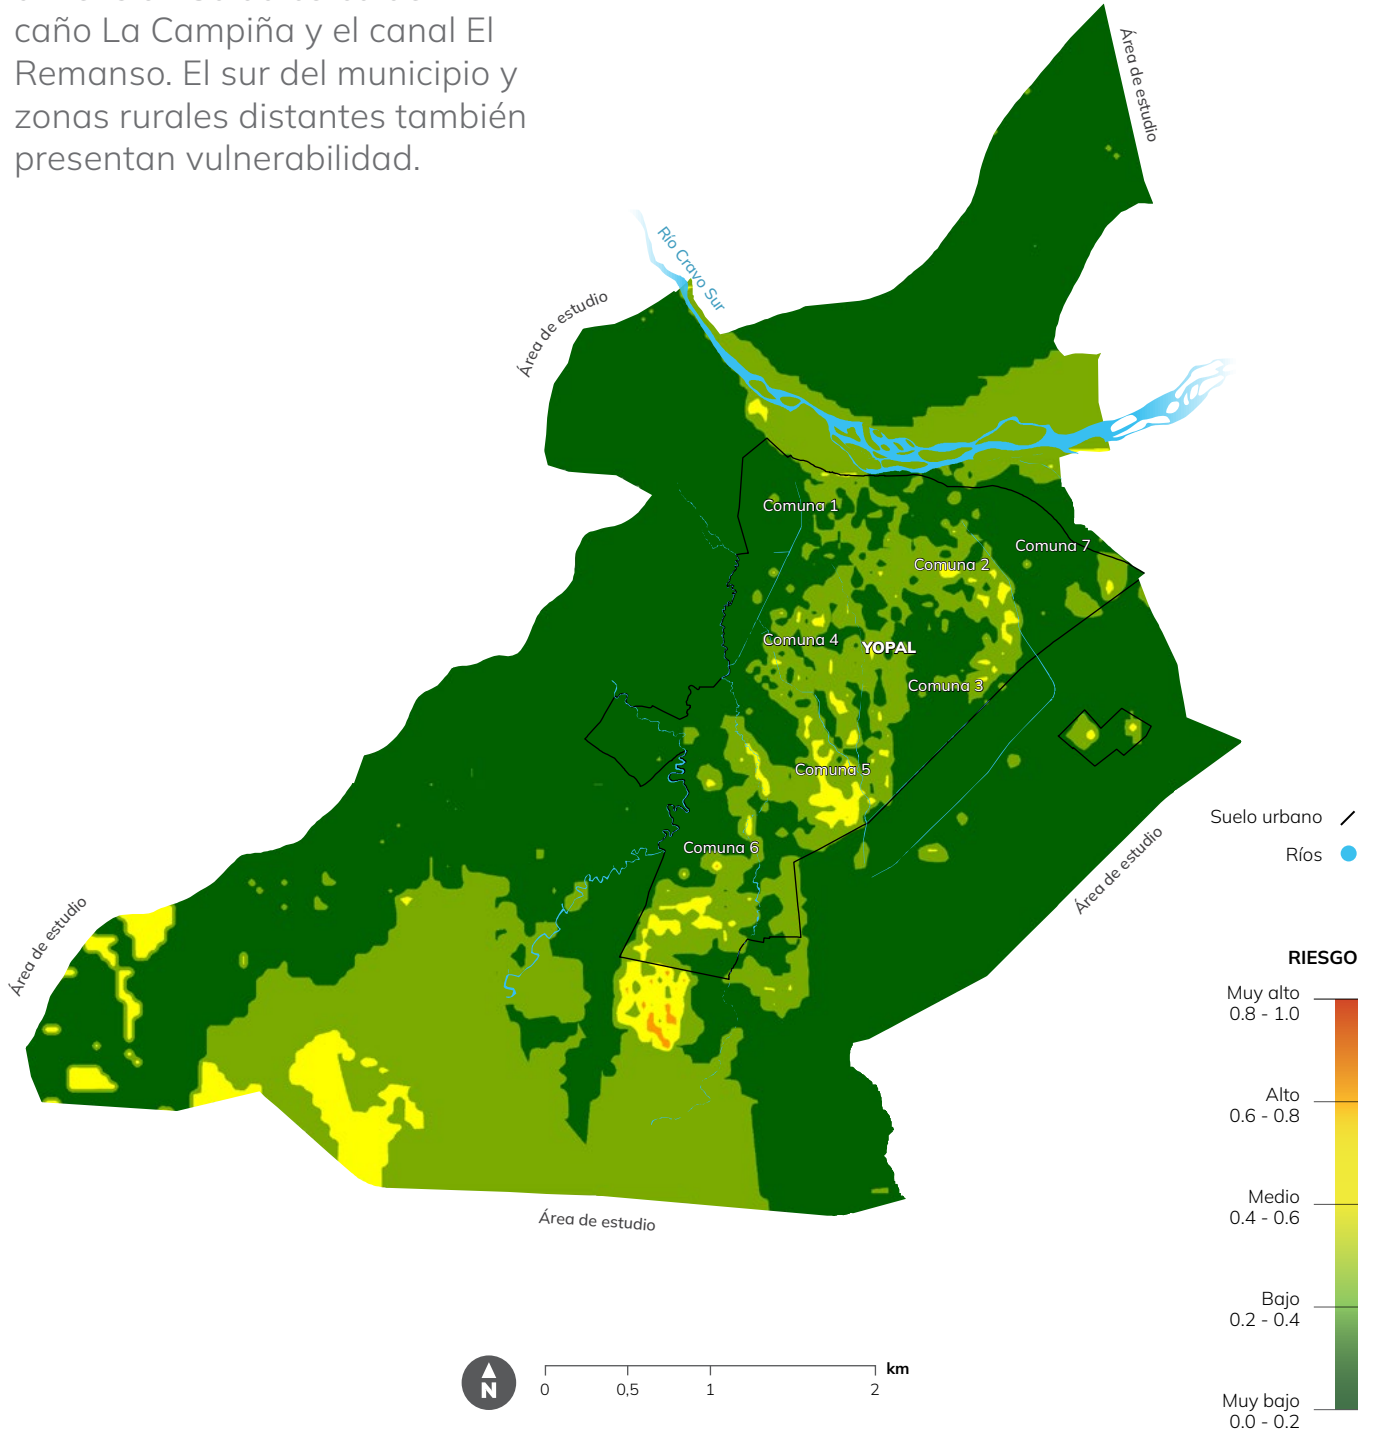 caño La Campiña y el canal El
Remanso. El sur del municipio y
zonas rurales distantes también
presentan vulnerabilidad.
Área de estudio
Río Cravo Sur
Área de estudio
Comuna 1
Comuna 7
Comuna 2
Comuna 4
YOPAL
Comuna 3
Comuna 5
Suelo urbano
Comuna 6
Ríos
Área de estudio
Área de estudio
RIESGO
Muy alto
0.8 - 1.0
Alto
0.6 - 0.8
Medio
0.4 - 0.6
Área de estudio
Bajo
0.2 - 0.4
Muy bajo
0.0 - 0.2
N
0 0,5 1 2 km